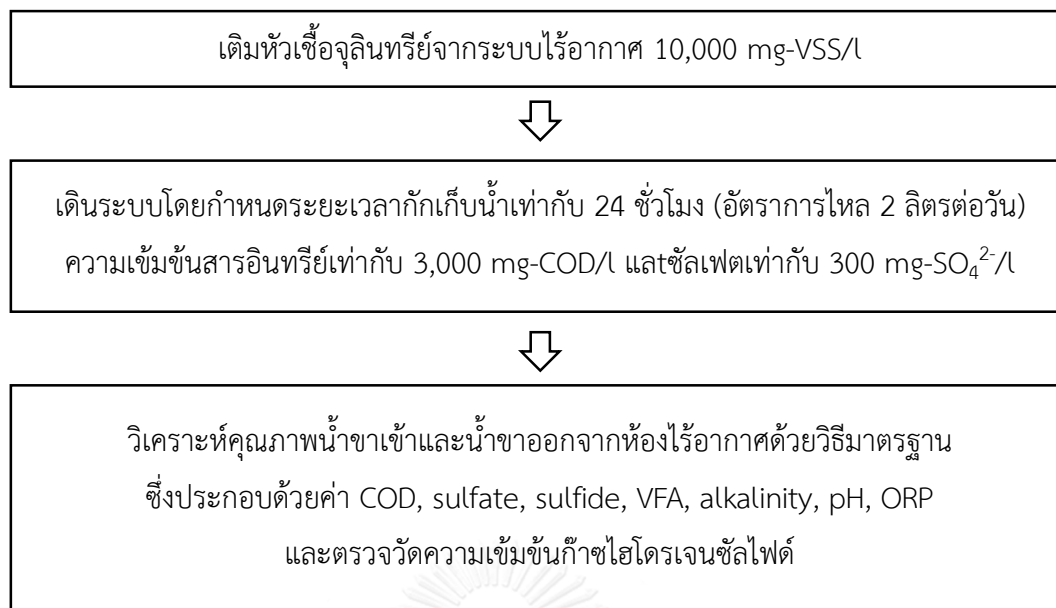 เติมหัวเชื้อจุลินทรีย์จากระบบไร้อากาศ 10,000 mg-VSS/l
เดินระบบโดยกำหนดระยะเวลากักเก็บน้ำเท่ากับ 24 ชั่วโมง (อัตราการไหล 2 ลิตรต่อวัน)
ความเข้มข้นสารอินทรีย์เท่ากับ 3,000 mg-COD/l และtซัลเฟตเท่ากับ 300 mg-SO₄²⁻/l
วิเคราะห์คุณภาพน้ำขาเข้าและน้ำขาออกจากห้องไร้อากาศด้วยวิธีมาตรฐาน
ซึ่งประกอบด้วยค่า COD, sulfate, sulfide, VFA, alkalinity, pH, ORP
และตรวจวัดความเข้มข้นก๊าซไฮโดรเจนซัลไฟด์